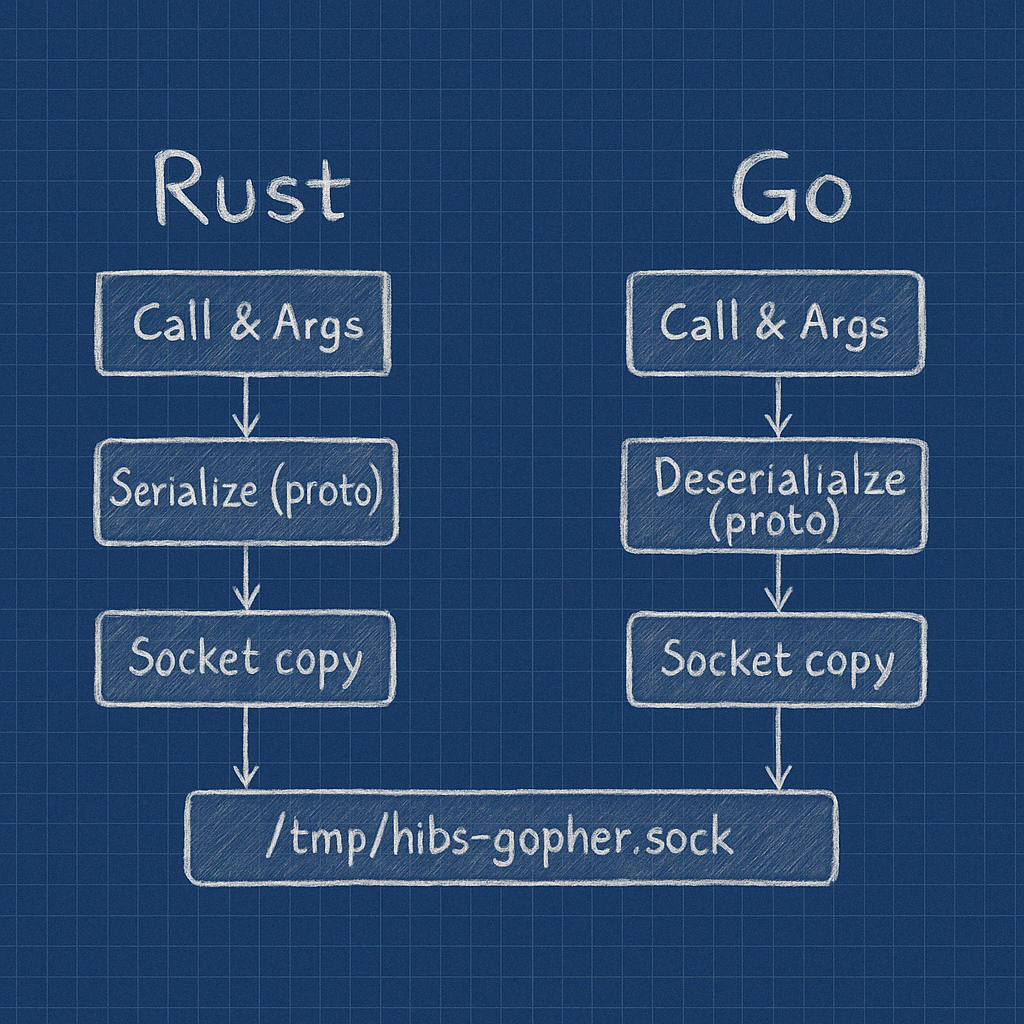 Rust
Call & Args
Serialize (proto)
Socket copy
Go
Call & Args
Deserialialze
(proto)
Socket copy
/tmp/hibs-gopher.sock